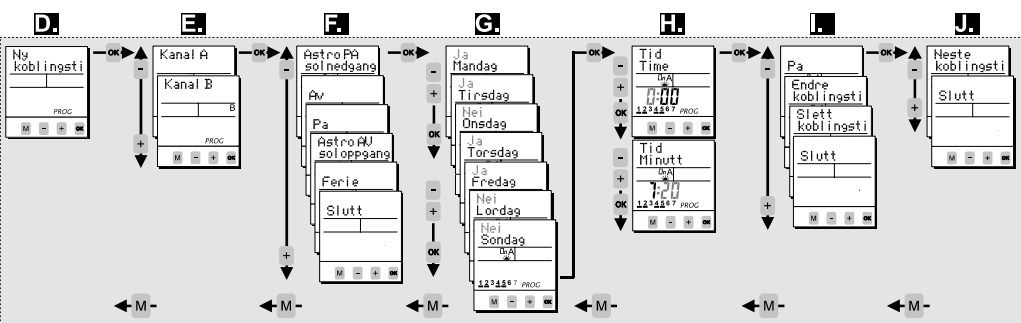 D. E. F. G. H. I. J.
Ny
koblingsti
PROG
M - + OK
OK
-
+
Kanal A
Kanal B
B
PROG
M - + OK
M
OK
-
+
Astro PA
solnedgang
Av
Pa
Astro AV
soloppgang
Ferie
Slutt
M - + OK
M
OK
-
+
OK
-
+
OK
Ja
Mandag
Ja
Tirsdag
Nei
Onsdag
Ja
Torsdag
Ja
Fredag
Nei
Lordag
Nei
Sondag
OnA
1234567 PROG
M - + OK
M
OK
-
+
OK
-
+
OK
Tid
Time
OnA
0:00
1234567 PROG
M - + OK
Tid
Minutt
OnA
7:20
1234567 PROG
M - + OK
M
OK
-
+
Pa
Endre
koblingsti
Slett
koblingsti
Slutt
M - + OK
M
OK
-
+
Neste
koblingsti
Slutt
M - + OK
M